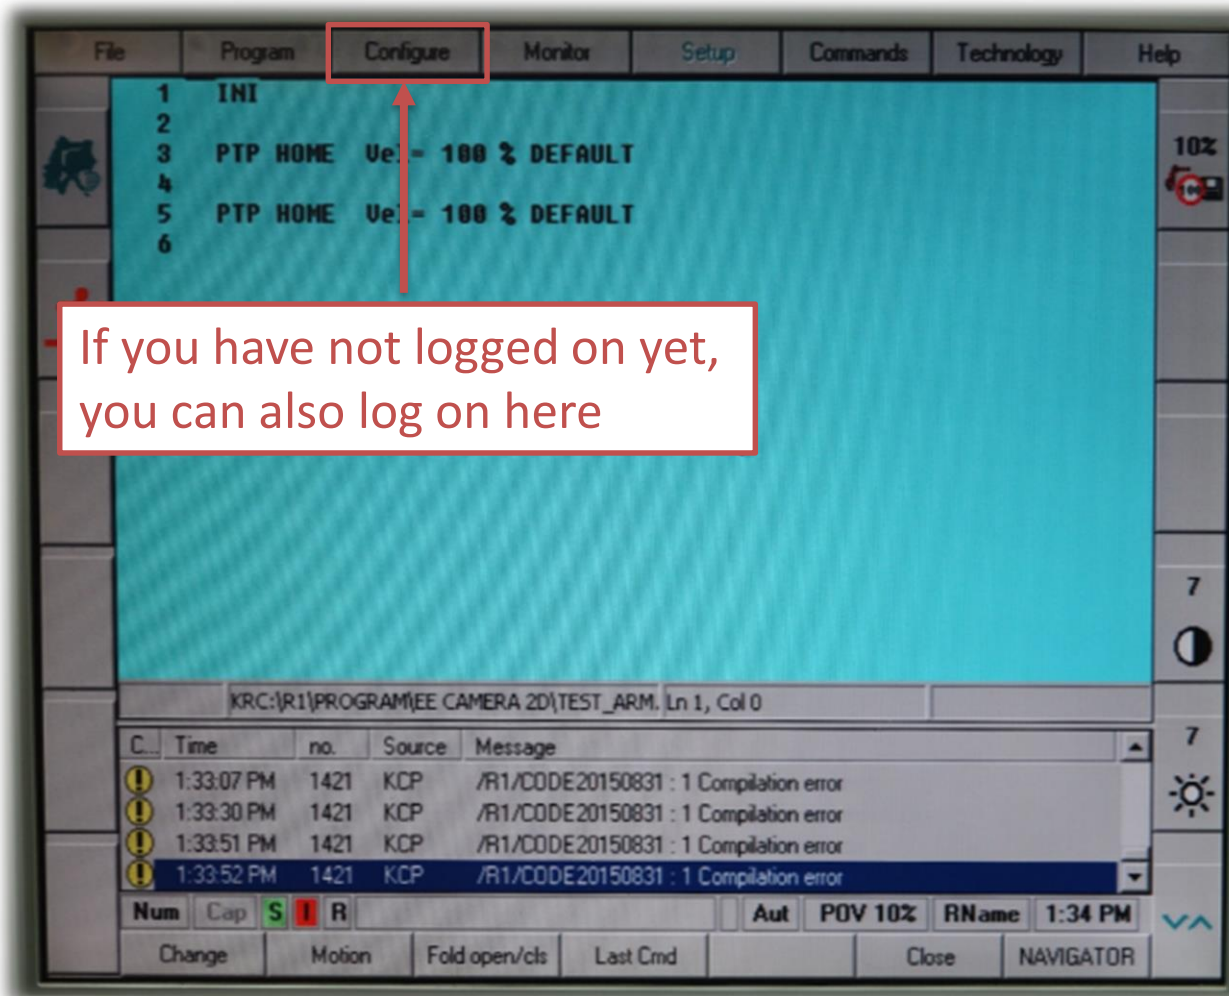 File Program Configure Monitor Setup Commands Technology Help
1 INI
2
3 PTP HOME Vel= 100 % DEFAULT
4
5 PTP HOME Vel= 100 % DEFAULT
6
10%
100
If you have not logged on yet,
you can also log on here
7
KRC:\R1\PROGRAM\EE CAMERA 2D\TEST_ARM. Ln 1, Col 0
7
C... Time no. Source Message
1:33:07 PM 1421 KCP /R1/CODE20150831 : 1 Compilation error
1:33:30 PM 1421 KCP /R1/CODE20150831 : 1 Compilation error
1:33:51 PM 1421 KCP /R1/CODE20150831 : 1 Compilation error
1:33:52 PM 1421 KCP /R1/CODE20150831 : 1 Compilation error
Num Cap S I R Aut POV 10% RName 1:34 PM
Change Motion Fold open/cls Last Cmd Close NAVIGATOR